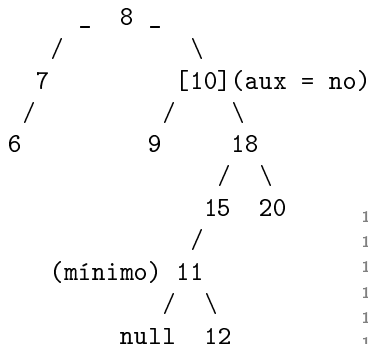 _ 8 _
/ \
7 [10](aux = no)
/ / \
6 9 18
/ \
15 20
/
(mínimo) 11
/ \
null 12